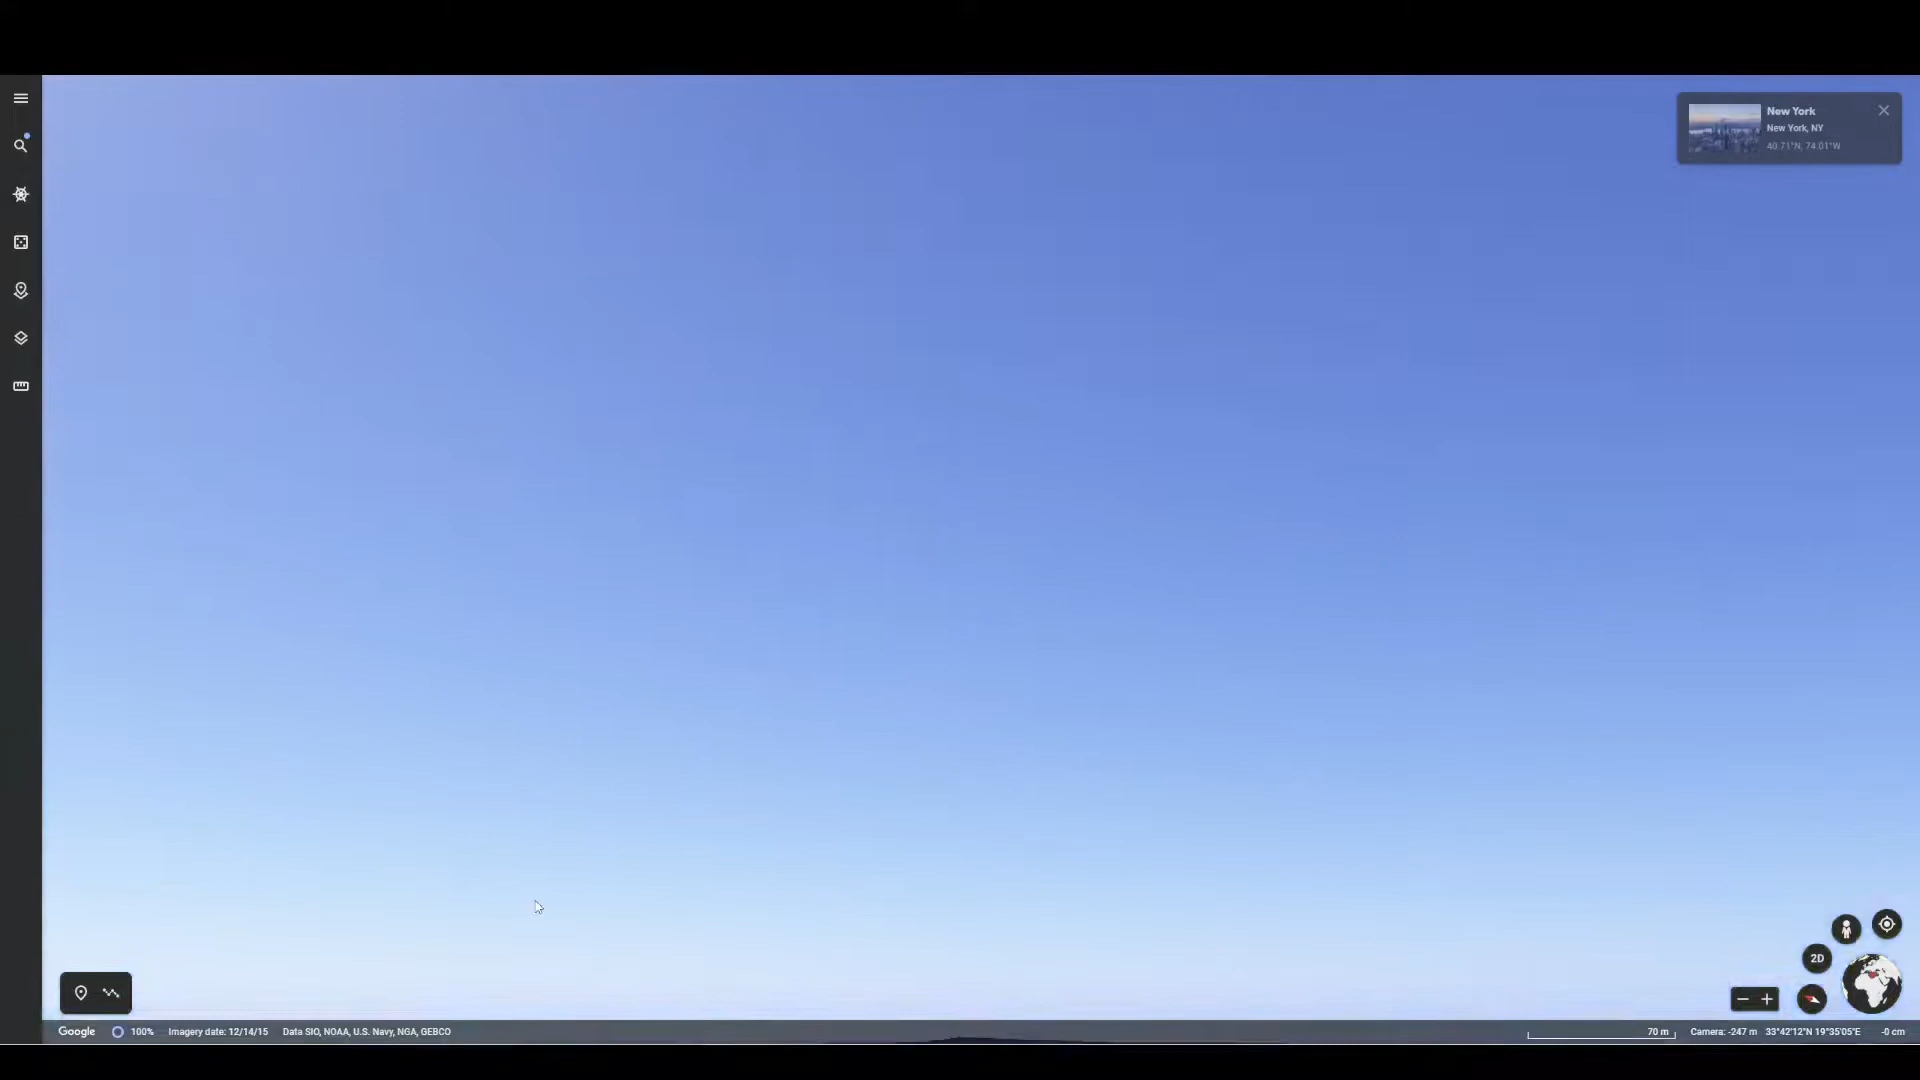 New York
New York, NY
40.71°N, 74.01°W
2D
Google 100% Imagery date: 12/14/15 Data SIO, NOAA, U.S. Navy, NGA, GEBCO 70 m Camera: -247 m 33°42'12"N 19°35'05"E -0 cm